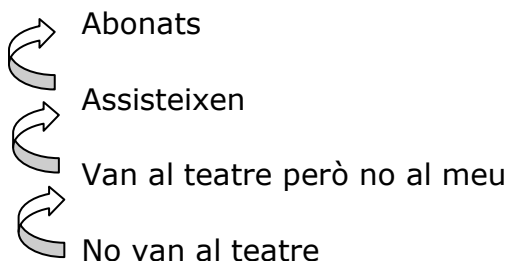 Abonats
Assisteixen
Van al teatre però no al meu
No van al teatre